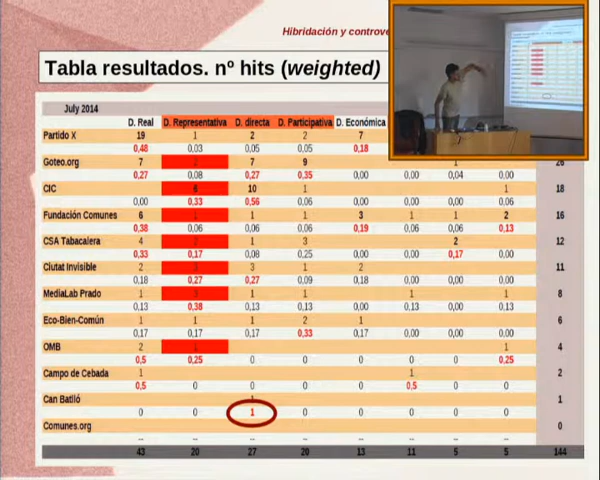 Hibridación y controve
Tabla resultados. nº hits (weighted)
July 2014
D. Real D. Representativa D. directa D. Participativa D. Económica
Partido X 19 1 2 2 7
0,48 0,03 0,05 0,05 0,18
Goteo.org 7 7 9 1 26
0,27 0,08 0,27 0,35 0,00 0,00 0,04 0,00
CIC 6 10 1 1 18
0,00 0,33 0,56 0,06 0,00 0,00 0,00 0,06
Fundación Comunes 6 1 1 1 3 1 1 2 16
0,38 0,06 0,06 0,06 0,19 0,06 0,06 0,13
CSA Tabacalera 4 2 1 3 2 12
0,33 0,17 0,08 0,25 0,00 0,00 0,17 0,00
Ciutat Invisible 2 3 3 1 2 11
0,18 0,27 0,27 0,09 0,18 0,00 0,00 0,00
MediaLab Prado 1 3 1 1 1 1 8
0,13 0,38 0,13 0,13 0,00 0,13 0,00 0,13
Eco-Bien-Común 1 1 1 2 1 6
0,17 0,17 0,17 0,33 0,17 0,00 0,00 0,00
OMB 2 1 1 4
0,5 0,25 0 0 0 0 0 0,25
Campo de Cebada 1 1 2
0,5 0 0 0 0 0,5 0 0
Can Batlló 1 1
0 0 1 0 0 0 0 0
Comunes.org 0
-- -- -- -- -- -- -- --
43 20 27 20 13 11 5 5 144